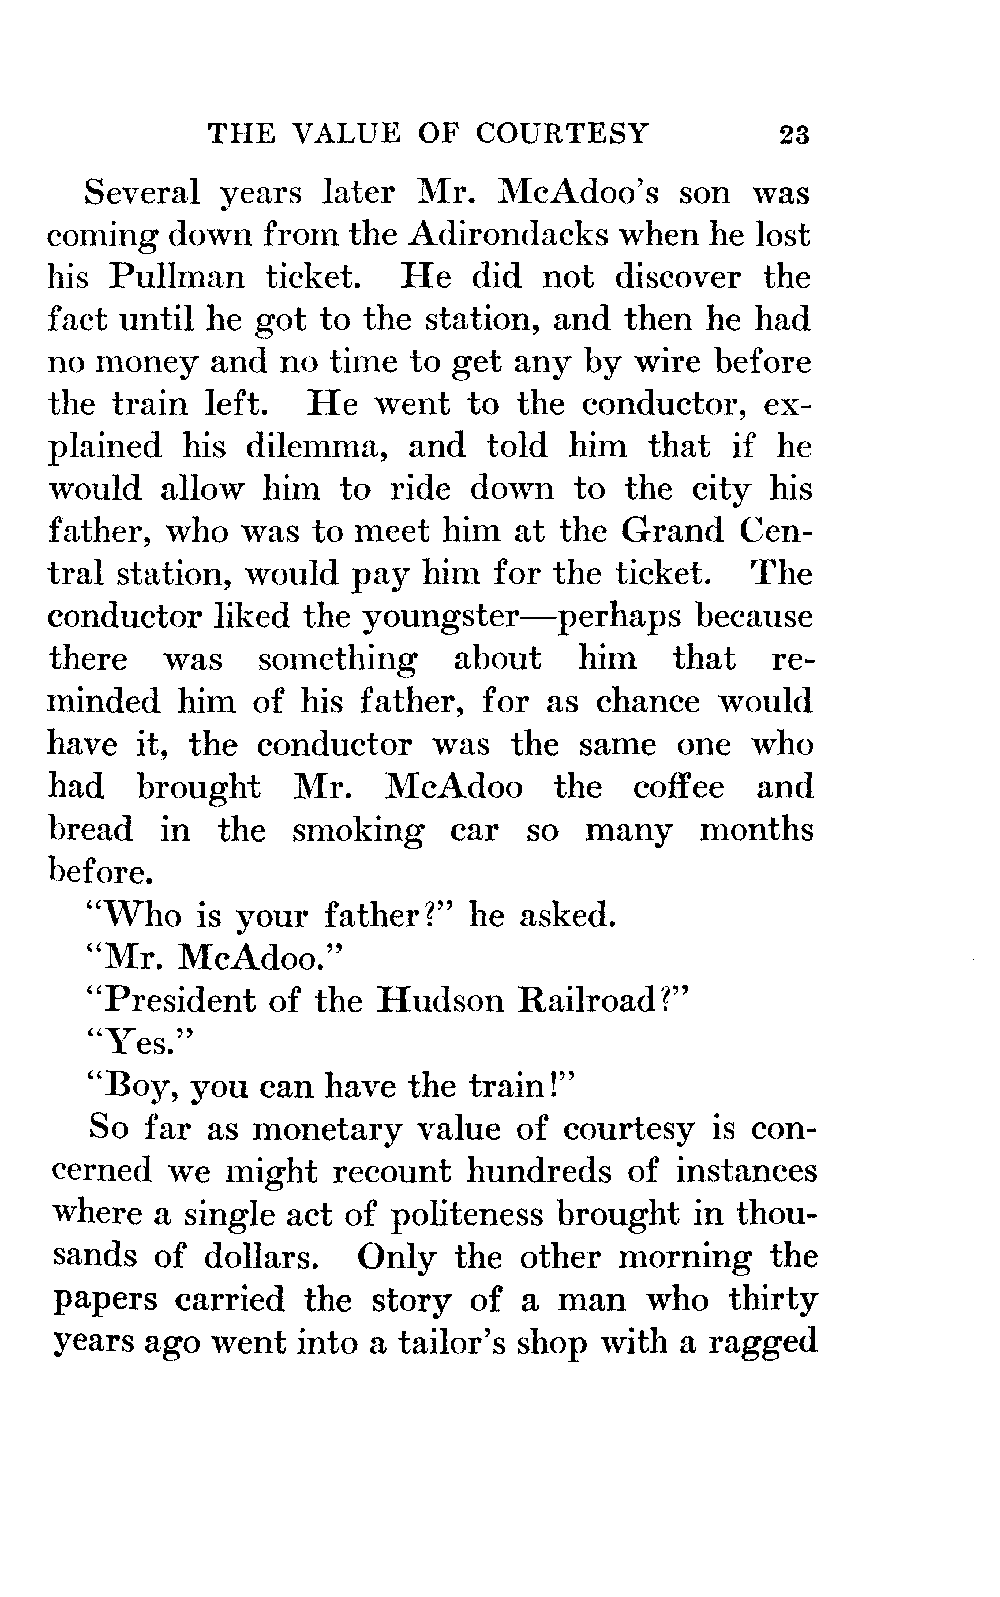 THE VALUE OF COURTESY 23
Several years later Mr. McAdoo's son was
coming down from the Adirondacks when he lost
his Pullman ticket. He did not discover the
fact until he got to the station, and then he had
no money and no time to get any by wire before
the train left. He went to the conductor, ex-
plained his dilemma, and told him that if he
would allow him to ride down to the city his
father, who was to meet him at the Grand Cen-
tral station, would pay him for the ticket. The
conductor liked the youngster—perhaps because
there was something about him that re-
minded him of his father, for as chance would
have it, the conductor was the same one who
had brought Mr. McAdoo the coffee and
bread in the smoking car so many months
before.
"Who is your father?" he asked.
"Mr. McAdoo."
"President of the Hudson Railroad?"
"Yes."
"Boy, you can have the train!"
So far as monetary value of courtesy is con-
cerned we might recount hundreds of instances
where a single act of politeness brought in thou-
sands of dollars. Only the other morning the
papers carried the story of a man who thirty
years ago went into a tailor's shop with a ragged